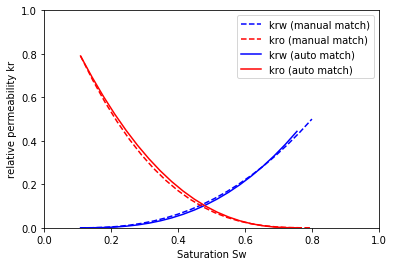 1.0
0.8
0.6
0.4
0.2
0.0
relative permeability kr
krw (manual match)
kro (manual match)
krw (auto match)
kro (auto match)
0.0 0.2 0.4 0.6 0.8 1.0
Saturation Sw